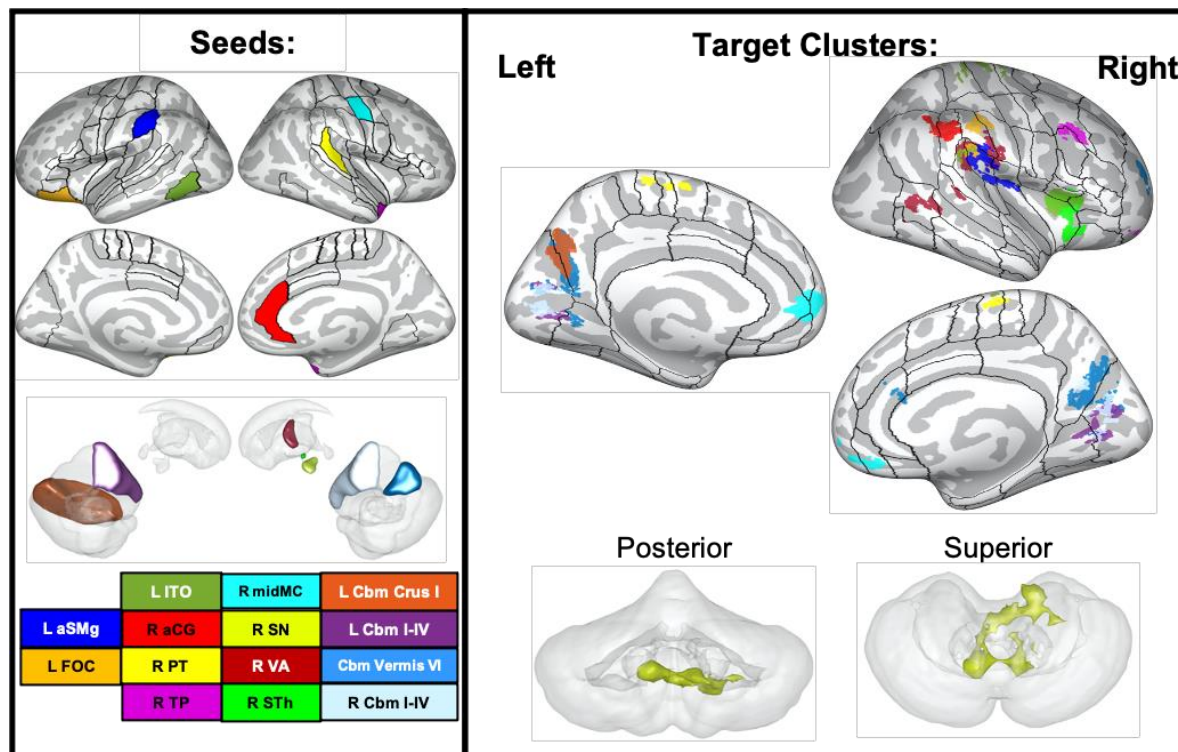 Seeds:
Target Clusters:
Left
Right
L ITO
R midMC
L Cbm Crus I
L aSMg
R aCG
R SN
L Cbm I-IV
L FOC
R PT
R VA
Cbm Vermis VI
R TP
R STh
R Cbm I-IV
Posterior
Superior